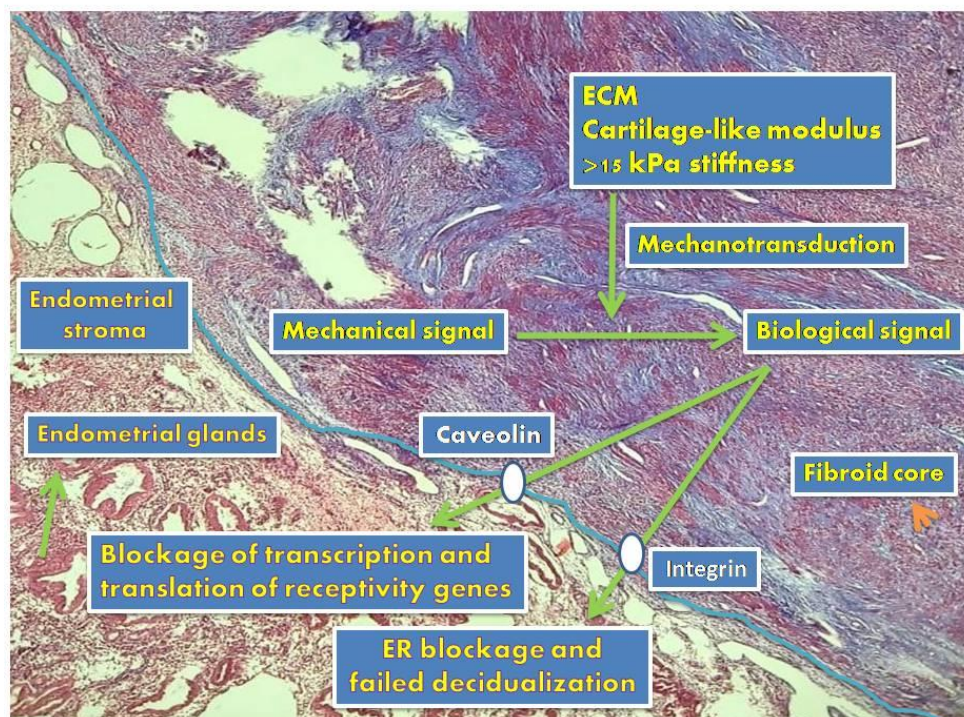 ECM
Cartilage-like modulus
>15 kPa stiffness
Mechanotransduction
Endometrial
stroma
Mechanical signal
Biological signal
Endometrial glands
Caveolin
Fibroid core
Blockage of transcription and
translation of receptivity genes
Integrin
ER blockage and
failed decidualization